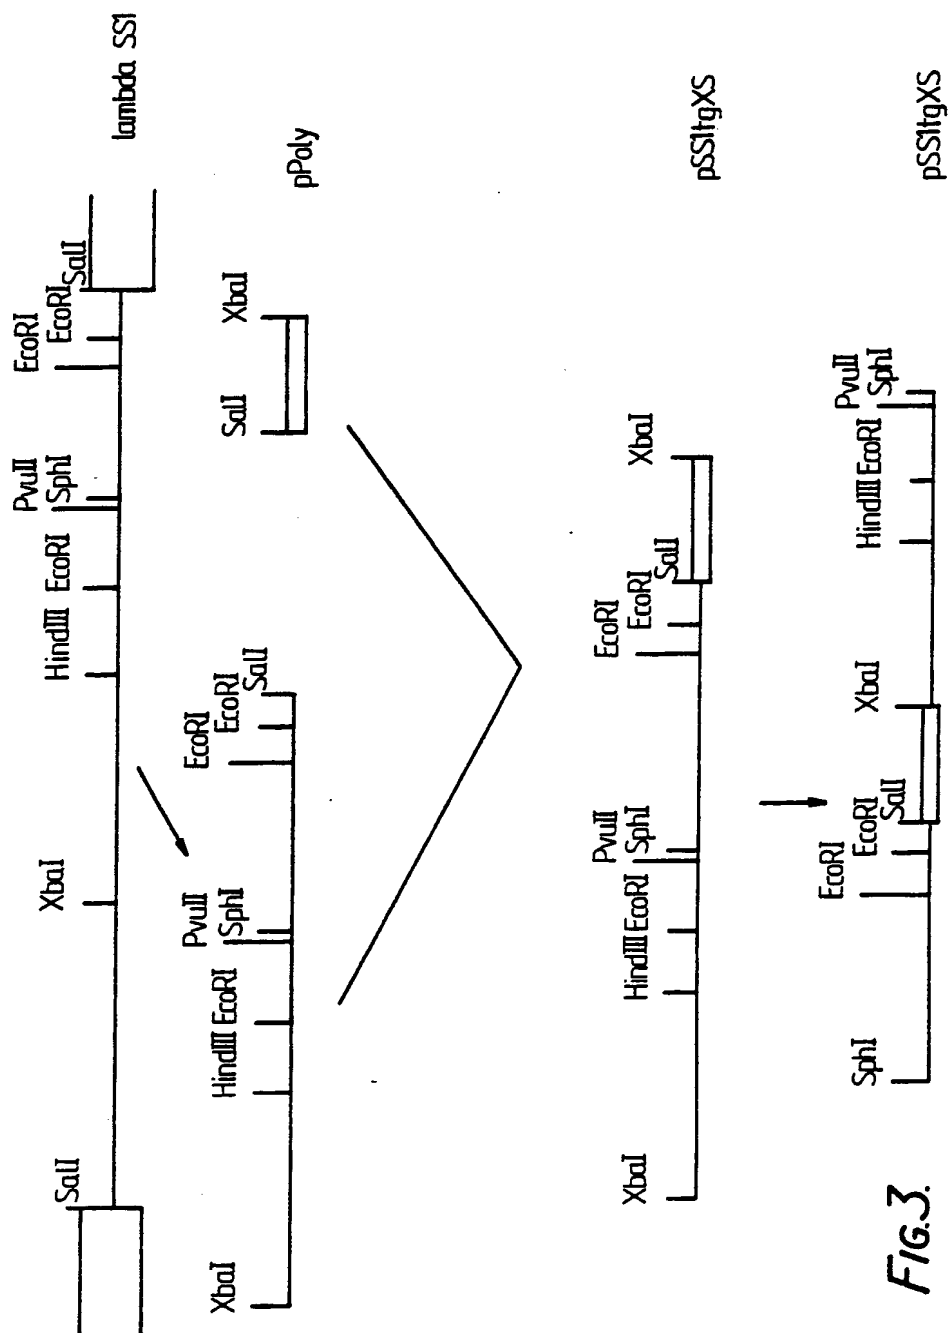 SalI
XbaI
HindIII
EcoRI
PvuII
SphI
EcoRI
EcoRI
SalI
lambda SS1
XbaI
HindIII
EcoRI
PvuII
SphI
EcoRI
EcoRI
SalI
SalI
XbaI
pPoly
XbaI
HindIII
EcoRI
PvuII
SphI
EcoRI
EcoRI
SalI
XbaI
pSS1tgXS
SphI
EcoRI
EcoRI
SalI
XbaI
HindIII
EcoRI
PvuII
SphI
pSS1tgXS
FIG.3.